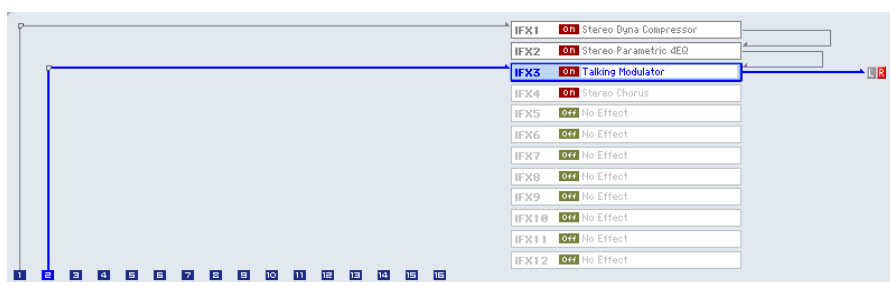 IFX1 On Stereo Dyna Compressor
IFX2 On Stereo Parametric 4EQ
IFX3 On Talking Modulator
L R
IFX4 On Stereo Chorus
IFX5 Off No Effect
IFX6 Off No Effect
IFX7 Off No Effect
IFX8 Off No Effect
IFX9 Off No Effect
IFX10 Off No Effect
IFX11 Off No Effect
IFX12 Off No Effect
1 2 3 4 5 6 7 8 9 10 11 12 13 14 15 16